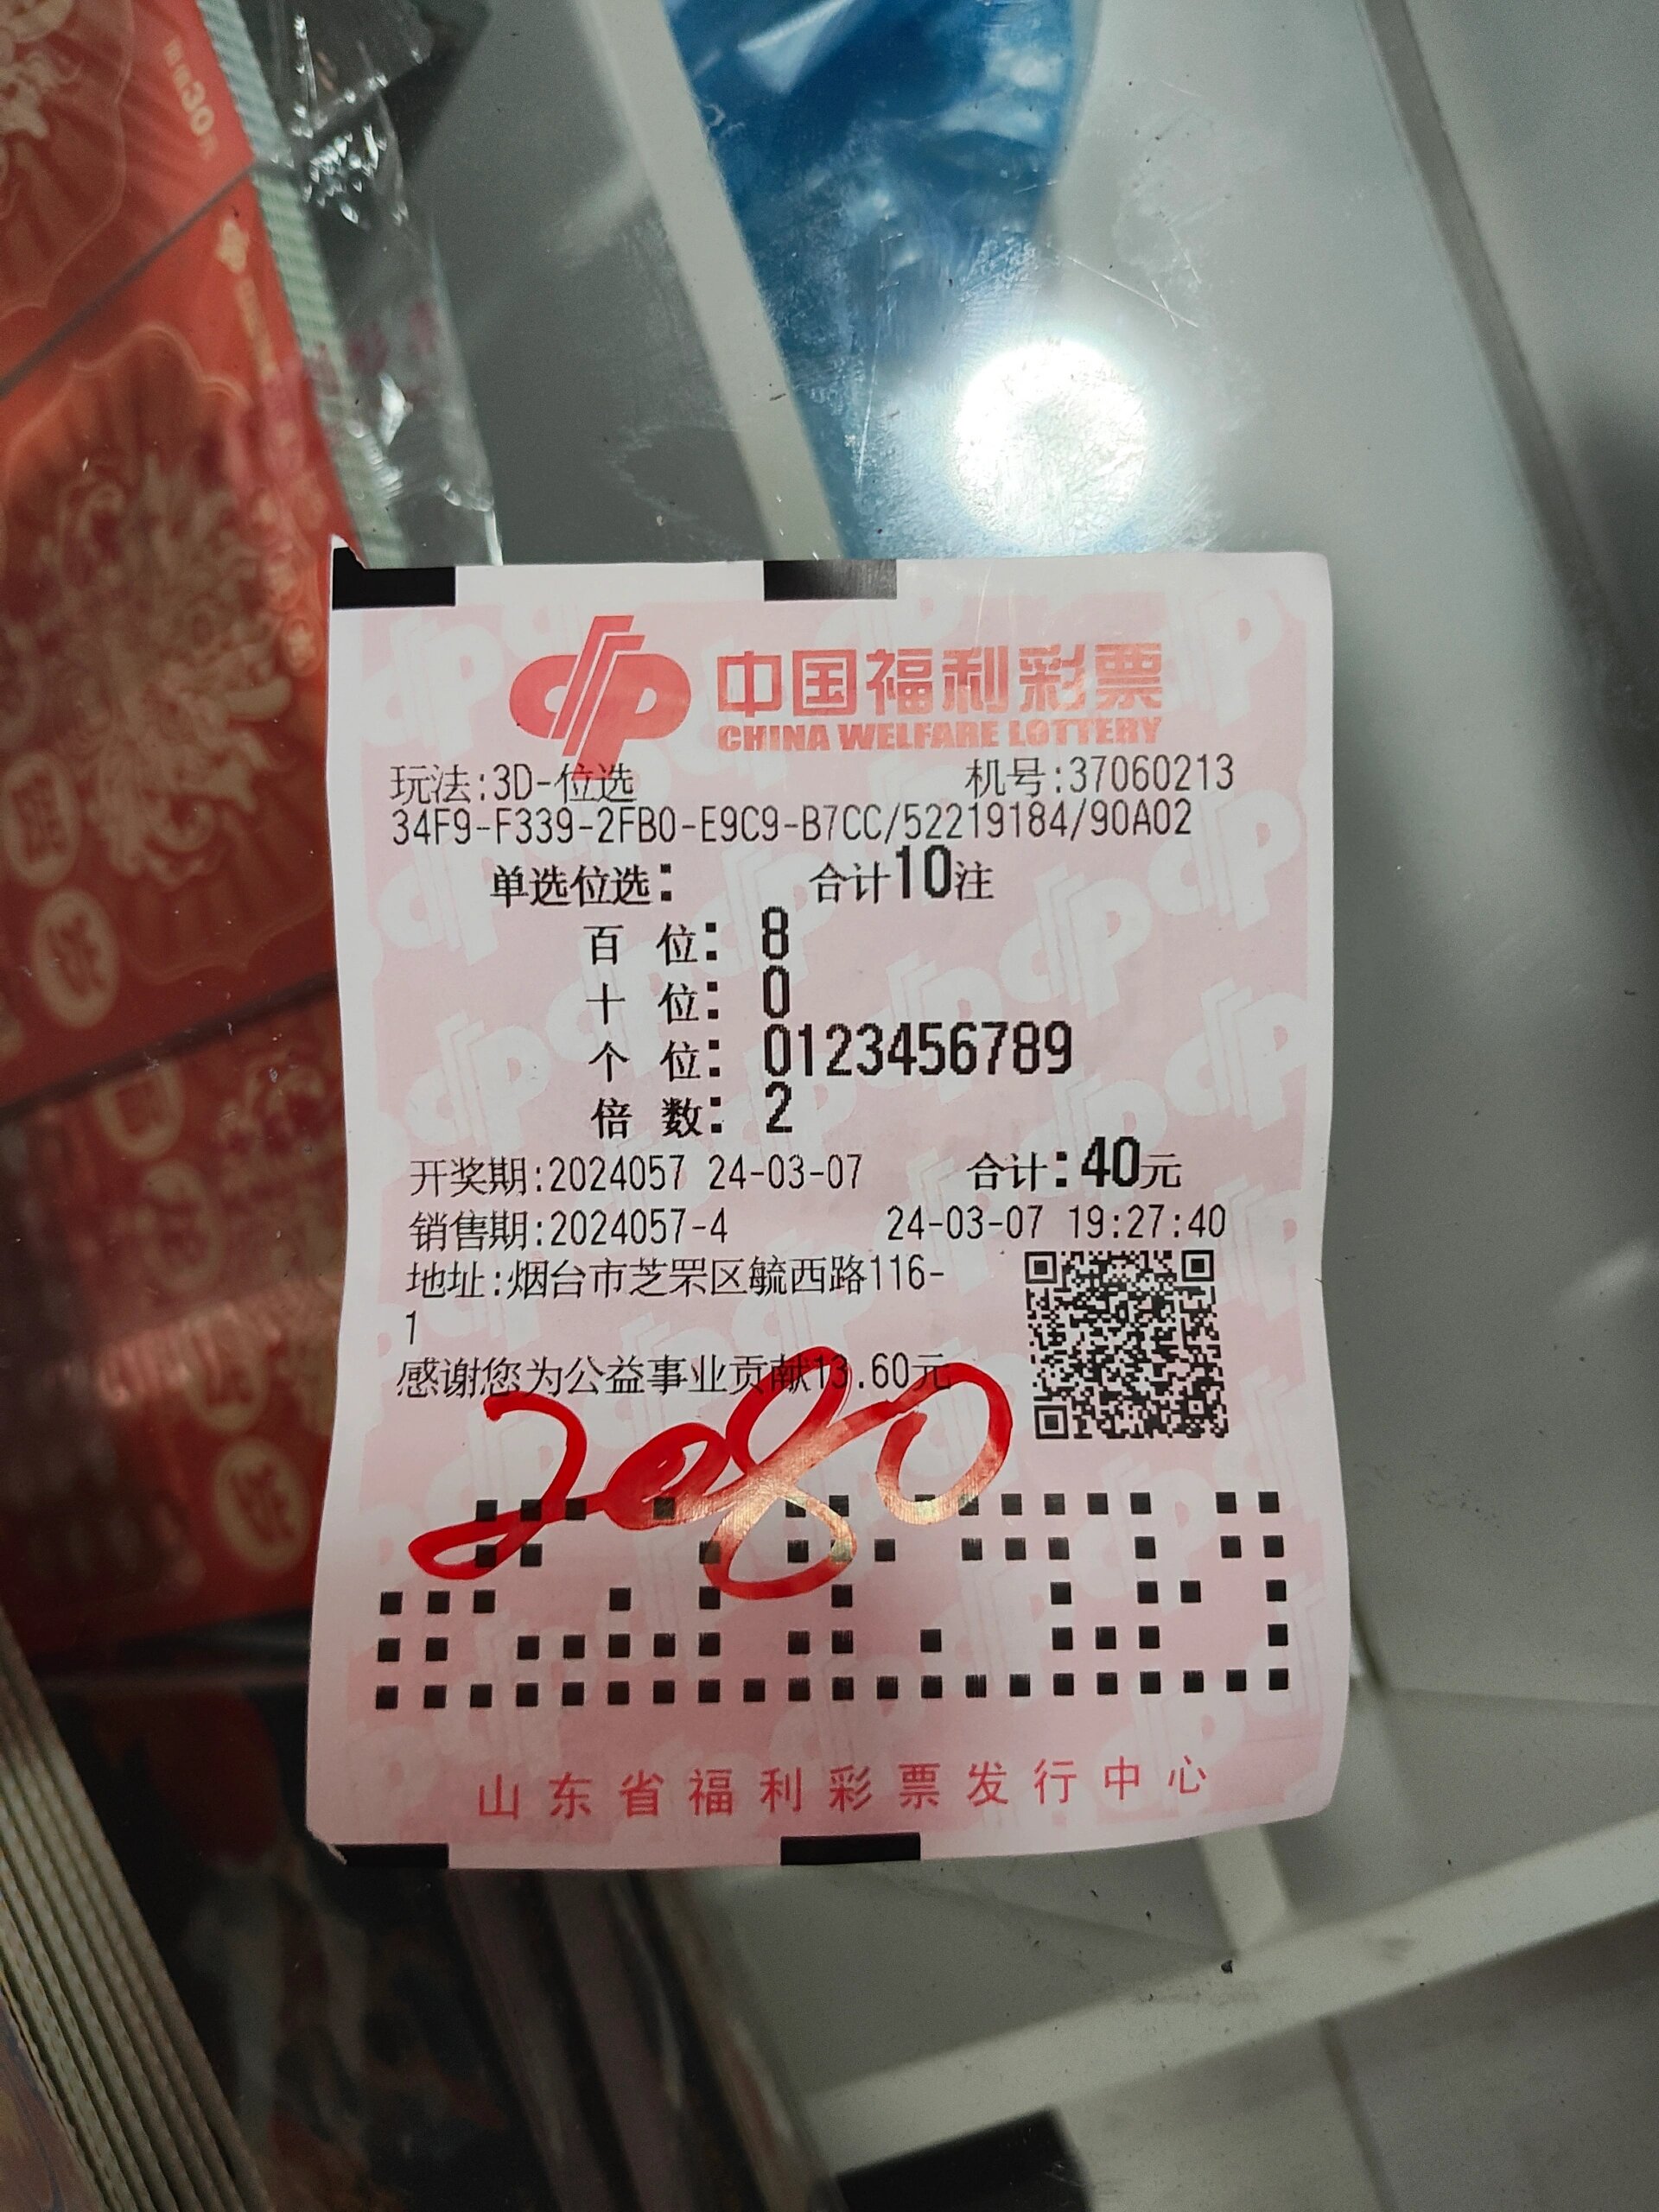 面值30元
中国福利彩票
CHINA WELFARE LOTTERY
玩法:3D-位选 机号:37060213
34F9-F339-2FB0-E9C9-B7CC/52219184/90A02
单选位选: 合计10注
百 位: 8
十 位: 0
个 位: 0123456789
倍 数: 2
开奖期:2024057 24-03-07 合计:40元
销售期:2024057-4 24-03-07 19:27:40
地址:烟台市芝罘区毓西路116-
1
感谢您为公益事业贡献13.60元
2080
山东省福利彩票发行中心